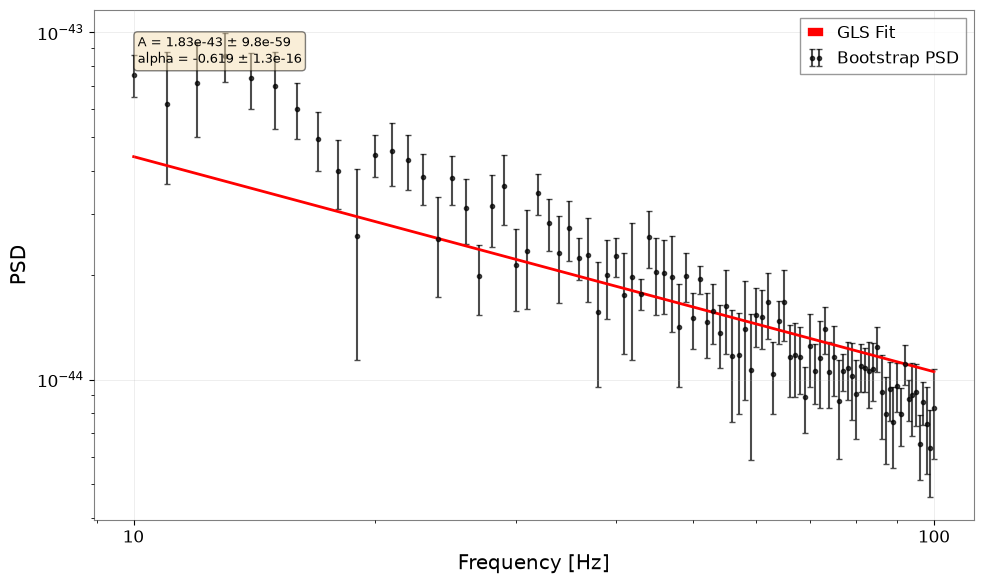 10⁻⁴³
A = 1.83e-43 ± 9.8e-59
alpha = -0.619 ± 1.3e-16
GLS Fit
Bootstrap PSD
PSD
10⁻⁴⁴
10
100
Frequency [Hz]